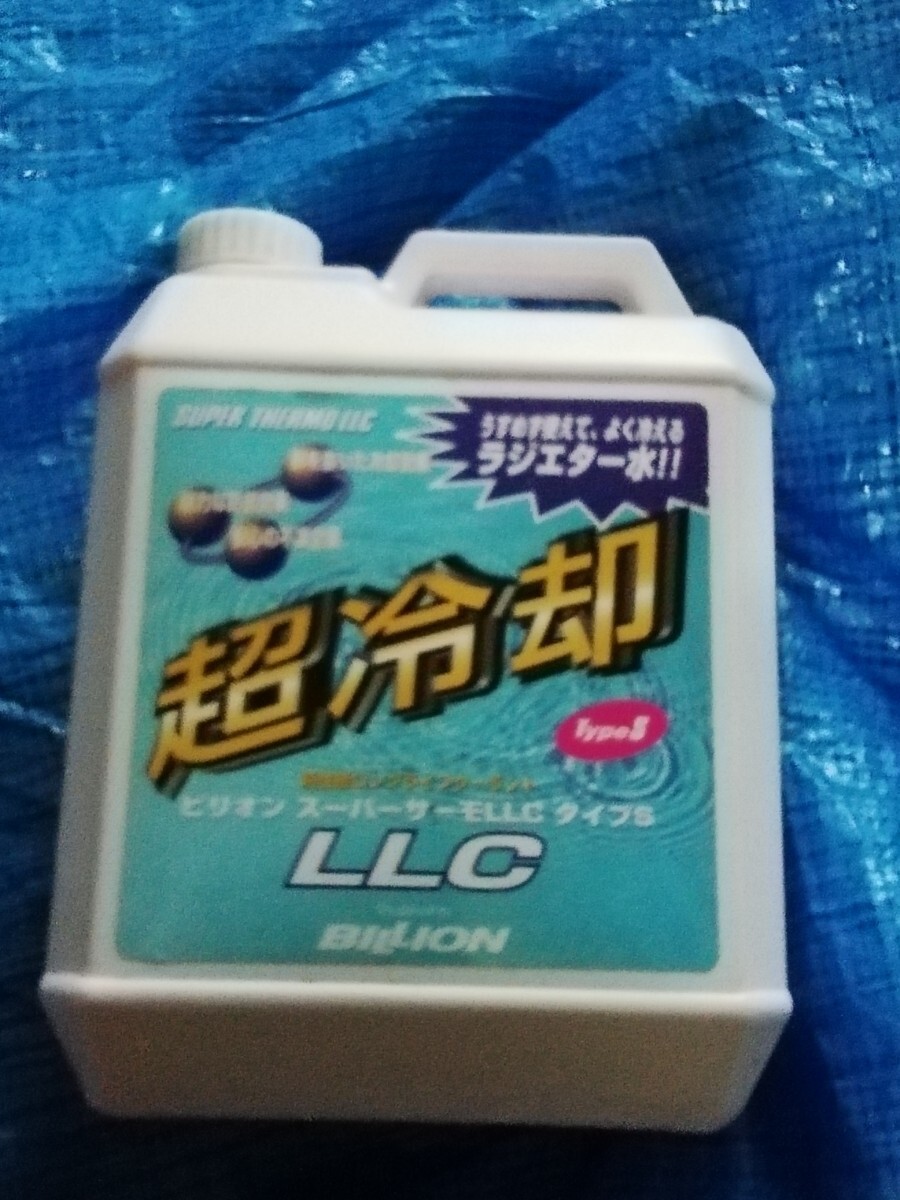 SUPER THERMO LLC
うすめず使えて、よく冷える
ラジエター水!!
超冷却
TypeS
ビリオン スーパーサーモLLC タイプS
LLC
BILLION